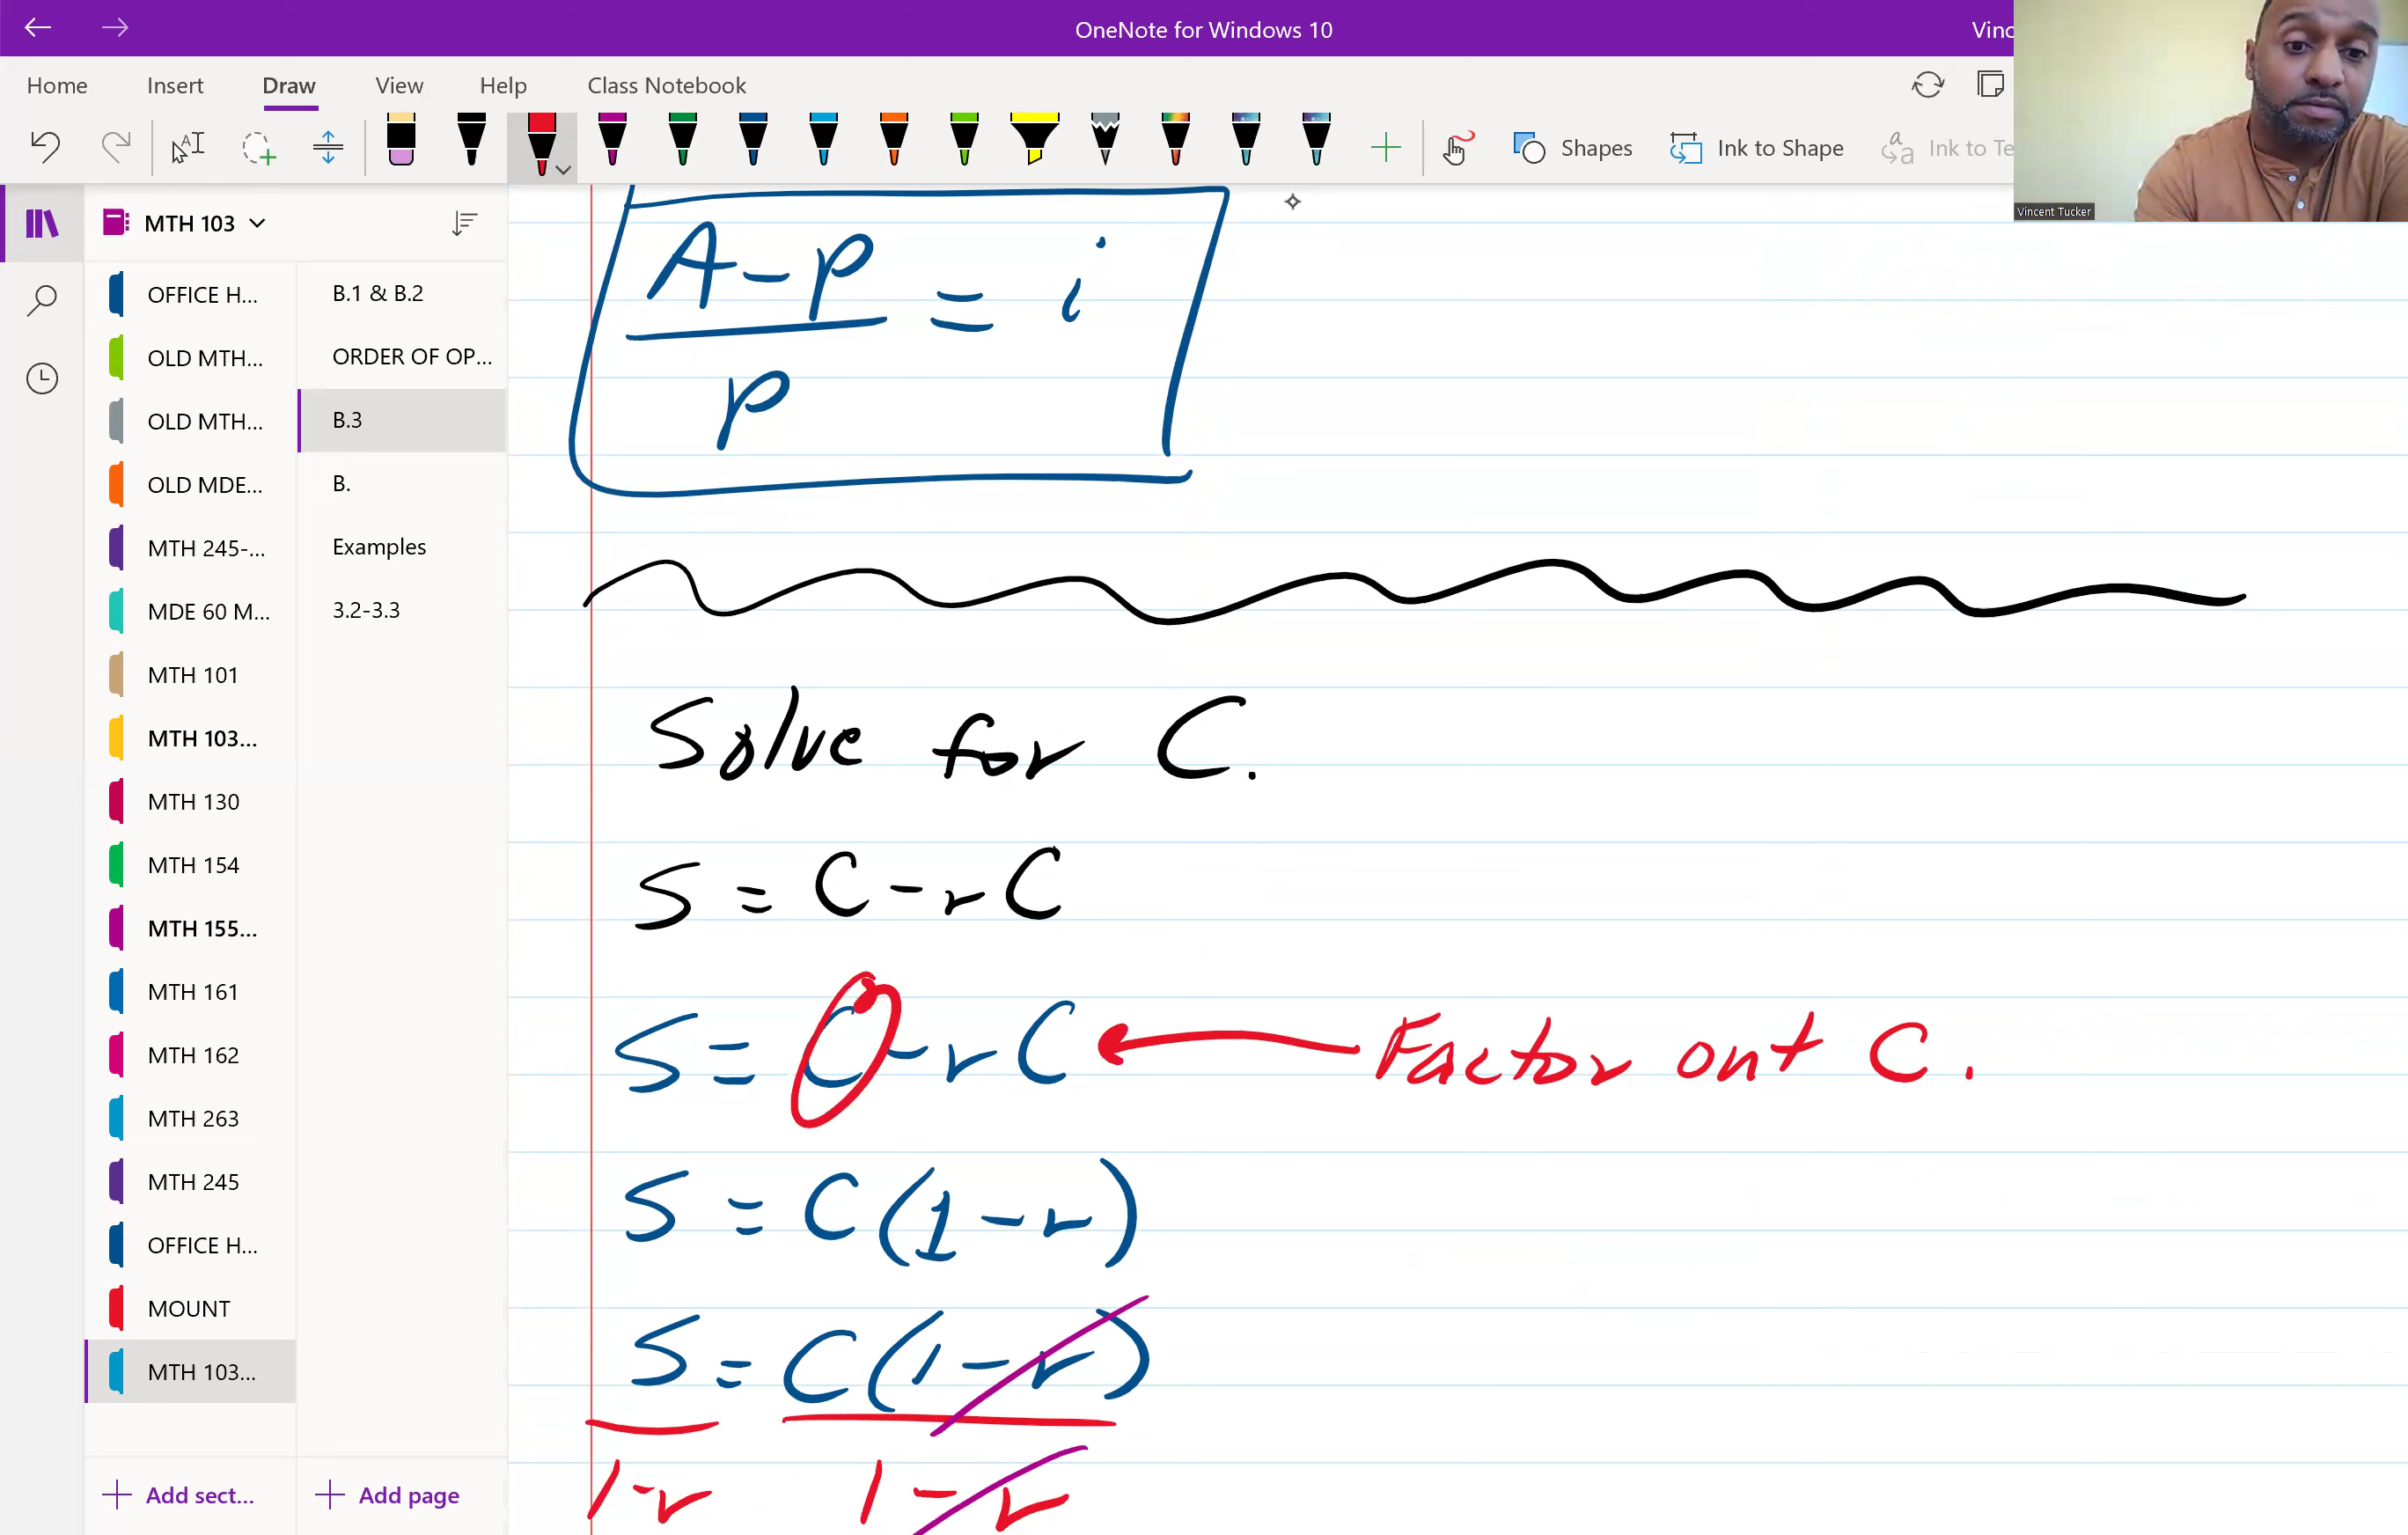 OneNote for Windows 10
Vinc
Home Insert Draw View Help Class Notebook
Shapes Ink to Shape Ink to Te
Vincent Tucker
MTH 103
OFFICE H...
OLD MTH...
OLD MTH...
OLD MDE...
MTH 245-...
MDE 60 M...
MTH 101
MTH 103...
MTH 130
MTH 154
MTH 155...
MTH 161
MTH 162
MTH 263
MTH 245
OFFICE H...
MOUNT
MTH 103...
Add sect...
B.1 & B.2
ORDER OF OP...
B.3
B.
Examples
3.2-3.3
Add page
A - P
= i
P
Solve for C.
S = C - rC
S = C - rC Factor out C.
S = C(1 - r)
S = C(1 - r)
1 - r 1 - r